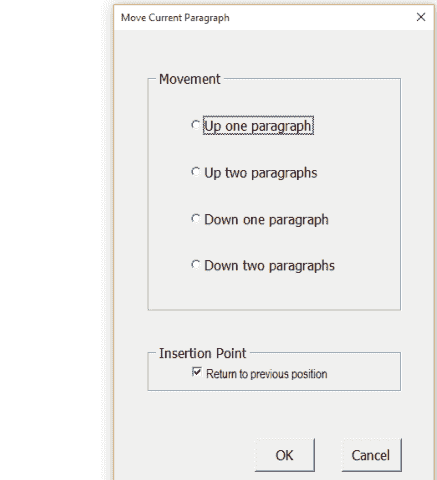 Move Current Paragraph
Movement
Up one paragraph
Up two paragraphs
Down one paragraph
Down two paragraphs
Insertion Point
Return to previous position
OK Cancel